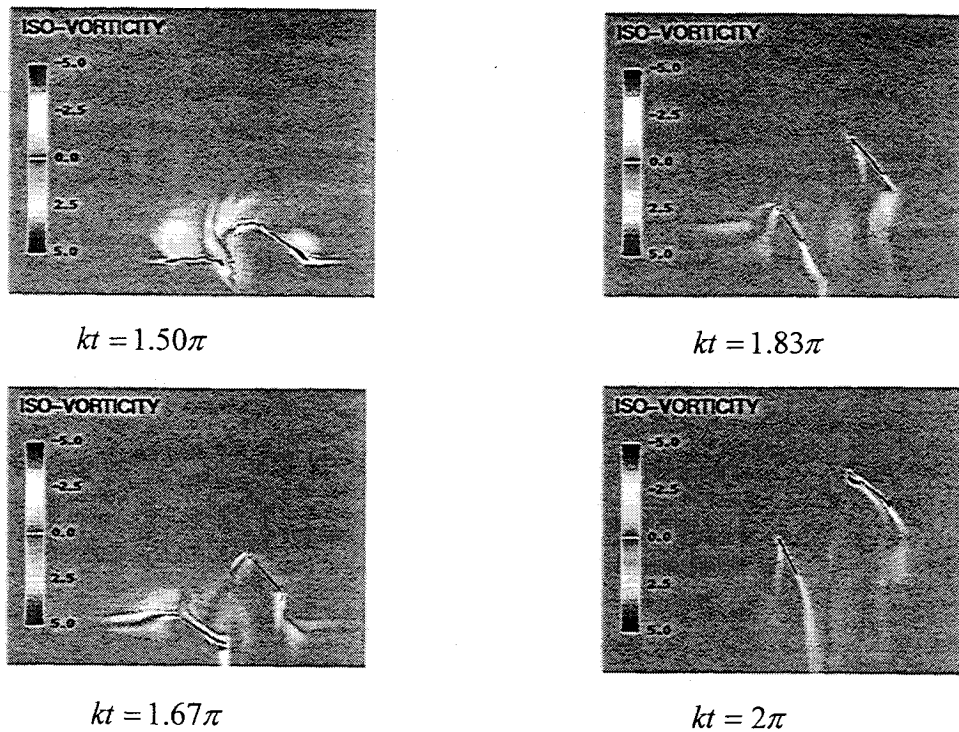 ISO-VORTICITY
-5.0
-2.5
0.0
2.5
5.0
kt = 1.50π
ISO-VORTICITY
-5.0
-2.5
0.0
2.5
5.0
kt = 1.83π
ISO-VORTICITY
-5.0
-2.5
0.0
2.5
5.0
kt = 1.67π
ISO-VORTICITY
-5.0
-2.5
0.0
2.5
5.0
kt = 2π